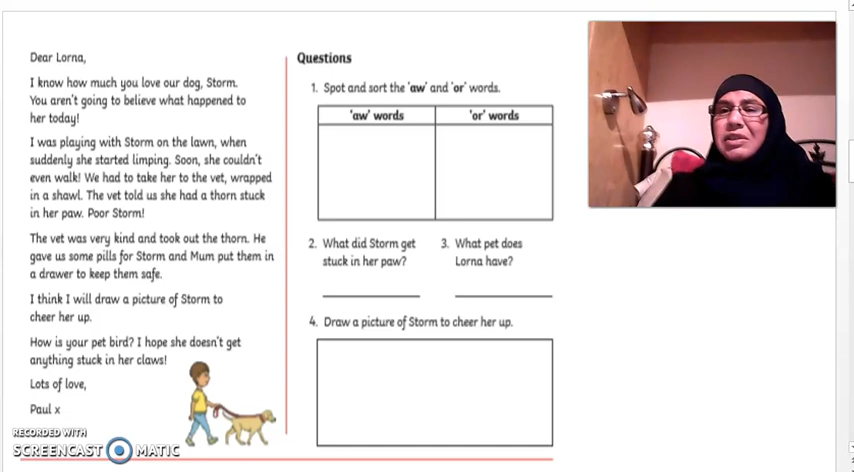 Dear Lorna,
I know how much you love our dog, Storm.
You aren't going to believe what happened to
her today!
I was playing with Storm on the lawn, when
suddenly she started limping. Soon, she couldn't
even walk! We had to take her to the vet, wrapped
in a shawl. The vet told us she had a thorn stuck
in her paw. Poor Storm!
The vet was very kind and took out the thorn. He
gave us some pills for Storm and Mum put them in
a drawer to keep them safe.
I think I will draw a picture of Storm to
cheer her up.
How is your pet bird? I hope she doesn't get
anything stuck in her claws!
Lots of love,
Paul x
RECORDED WITH
SCREENCAST MATIC
Questions
1. Spot and sort the 'aw' and 'or' words.
'aw' words 'or' words
2. What did Storm get
stuck in her paw?
3. What pet does
Lorna have?
4. Draw a picture of Storm to cheer her up.